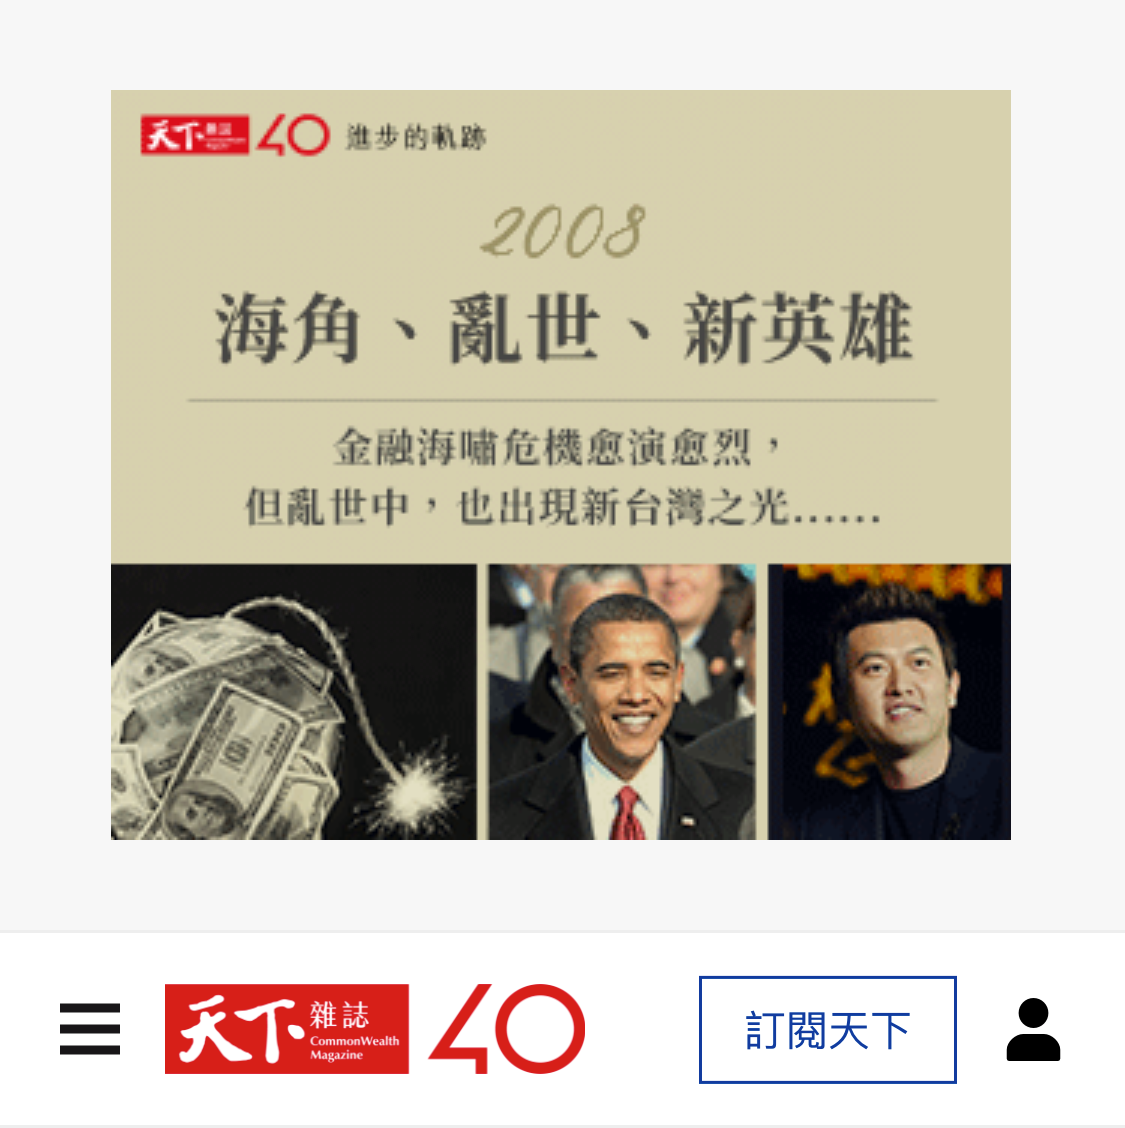 天下雜誌 40 進步的軌跡
2008
海角、亂世、新英雄
金融海嘯危機愈演愈烈，
但亂世中，也出現新台灣之光......
天下雜誌 CommonWealth Magazine 40
訂閱天下